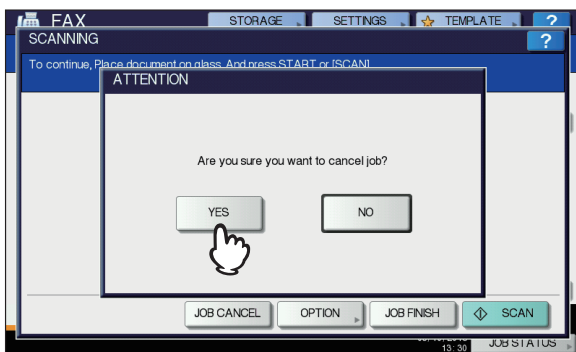 FAX STORAGE SETTINGS TEMPLATE ?
SCANNING ?
To continue, Place document on glass. And press START or [SCAN]
ATTENTION
Are you sure you want to cancel job?
YES NO
JOB CANCEL OPTION JOB FINISH SCAN
13:30 JOB STATUS